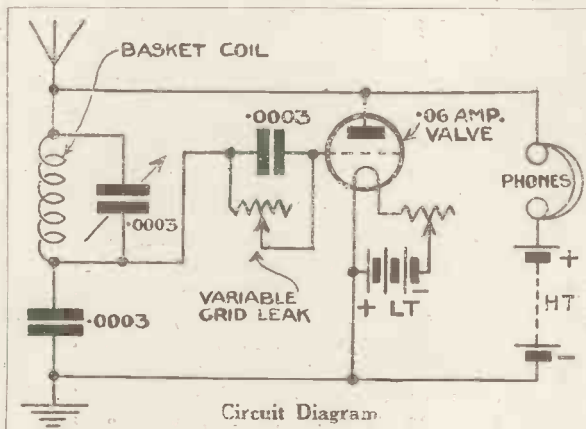 BASKET COIL
.0003
.06 AMP.
VALVE
PHONES
.0003
VARIABLE
GRID LEAK
+ LT -
+
HT
-
.0003
Circuit Diagram